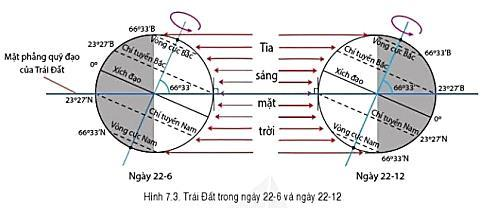 66°33'B
Vòng cực Bắc
23°27'B
Chí tuyến Bắc
0°
Xích đạo
66°33'
Mặt phẳng quỹ đạo
của Trái Đất
23°27'N
Chí tuyến Nam
66°33'N
Vòng cực Nam
Ngày 22-6
Tia
sáng
mặt
trời
Vòng cực Bắc
66°33'B
Chí tuyến Bắc
Xích đạo
66°33'
23°27'B
0°
Chí tuyến Nam
23°27'N
Vòng cực Nam
66°33'N
Ngày 22-12
Hình 7.3. Trái Đất trong ngày 22-6 và ngày 22-12